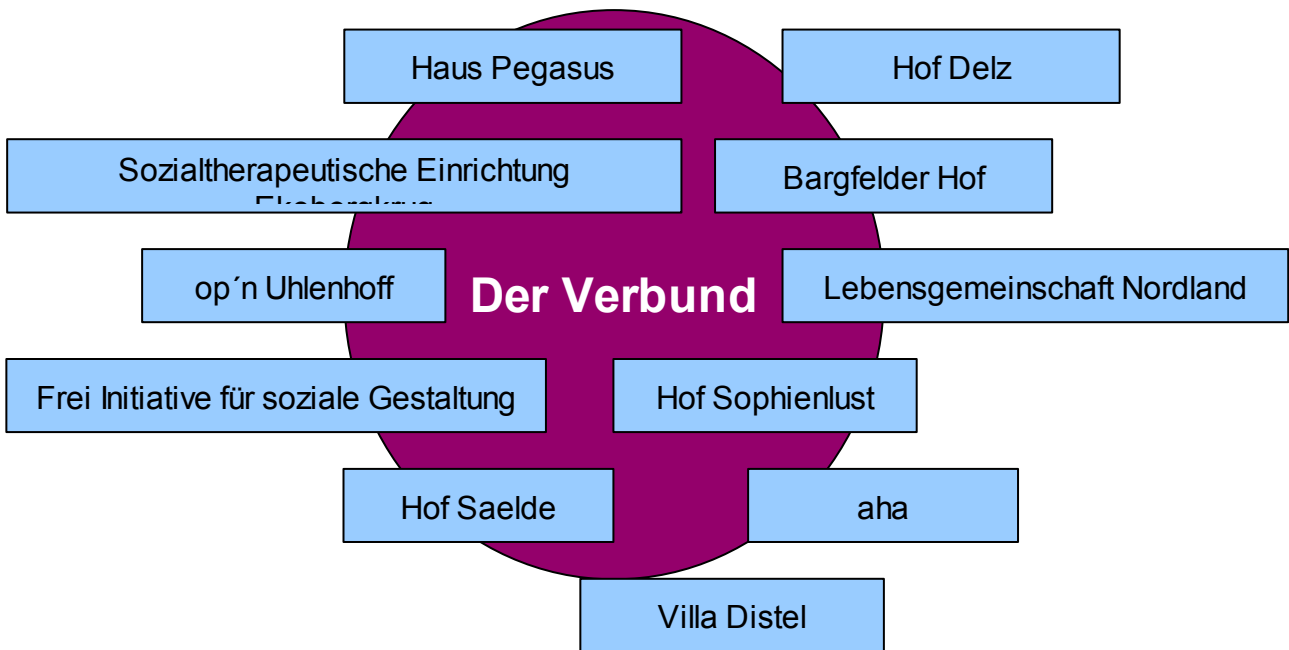 Haus Pegasus
Hof Delz
Sozialtherapeutische Einrichtung
Bargfelder Hof
op´n Uhlenhoff
Der Verbund
Lebensgemeinschaft Nordland
Frei Initiative für soziale Gestaltung
Hof Sophienlust
Hof Saelde
aha
Villa Distel